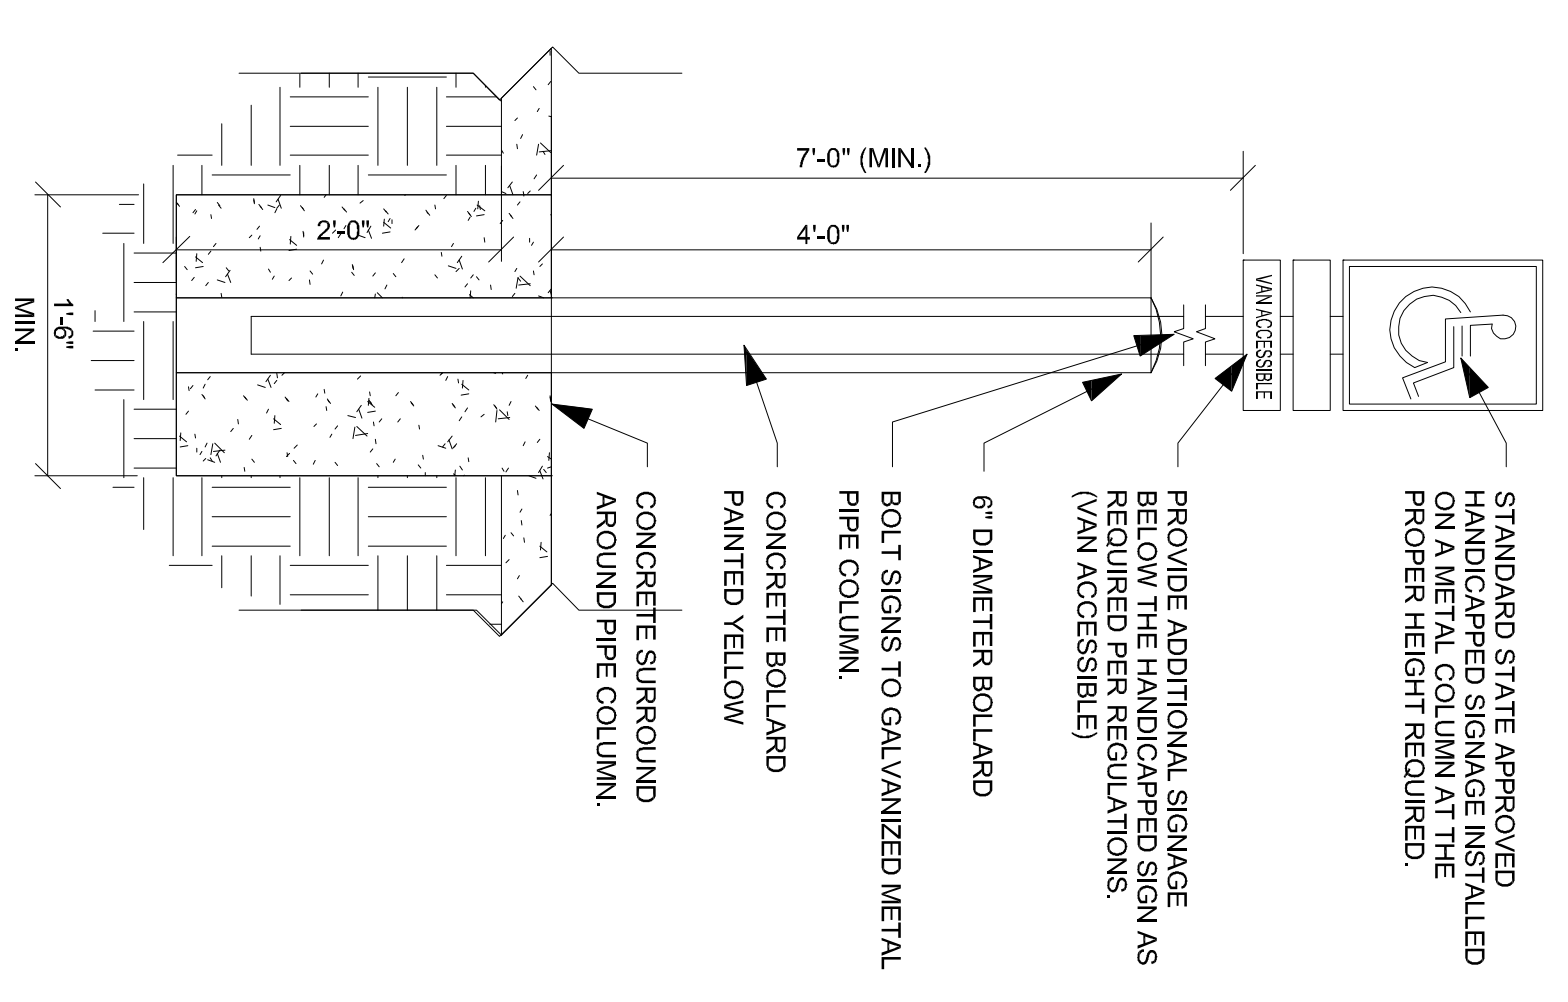 STANDARD STATE APPROVED
HANDICAPPED SIGNAGE INSTALLED
ON A METAL COLUMN AT THE
PROPER HEIGHT REQUIRED.
VAN ACCESSIBLE
PROVIDE ADDITIONAL SIGNAGE
BELOW THE HANDICAPPED SIGN AS
REQUIRED PER REGULATIONS.
(VAN ACCESSIBLE)
6" DIAMETER BOLLARD
BOLT SIGNS TO GALVANIZED METAL
PIPE COLUMN.
CONCRETE BOLLARD
PAINTED YELLOW
CONCRETE SURROUND
AROUND PIPE COLUMN.
7'-0" (MIN.)
4'-0"
2'-0"
1'-6"
MIN.